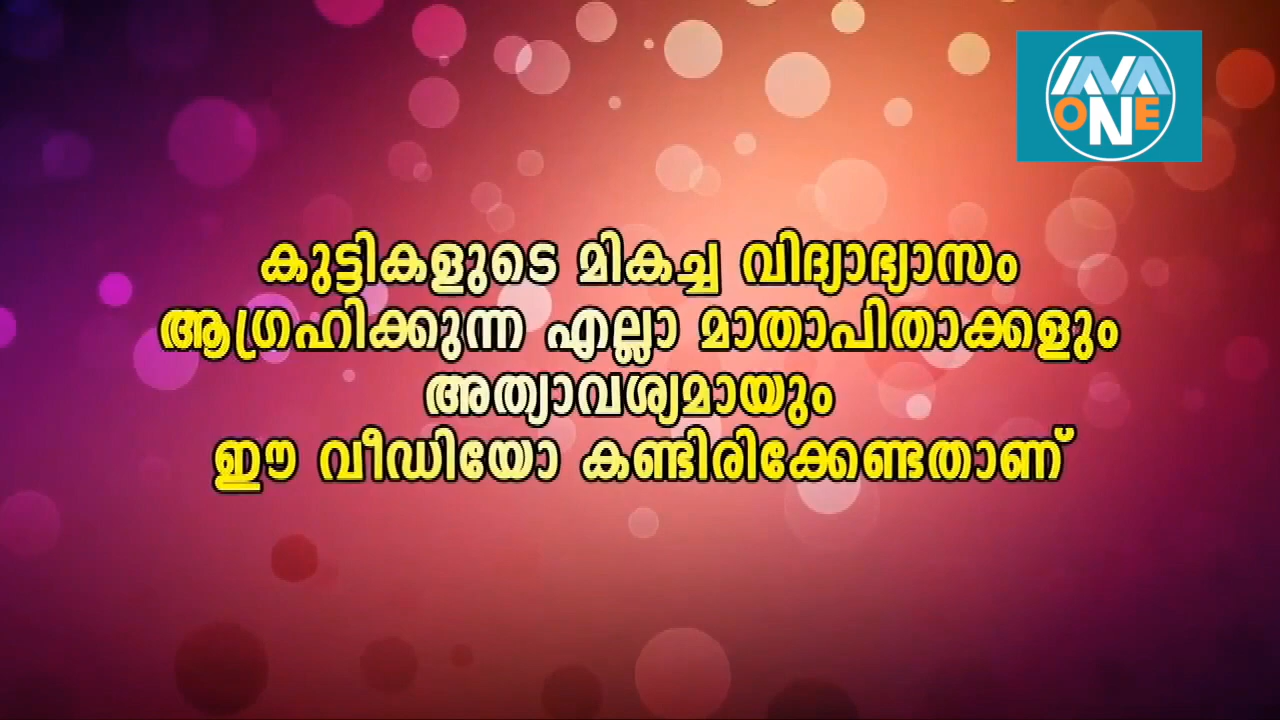 കുട്ടികളുടെ മികച്ച വിദ്യാഭ്യാസം
ആഗ്രഹിക്കുന്ന എല്ലാ മാതാപിതാക്കളും
അത്യാവശ്യമായും
ഈ വീഡിയോ കണ്ടിരിക്കേണ്ടതാണ്
ONE